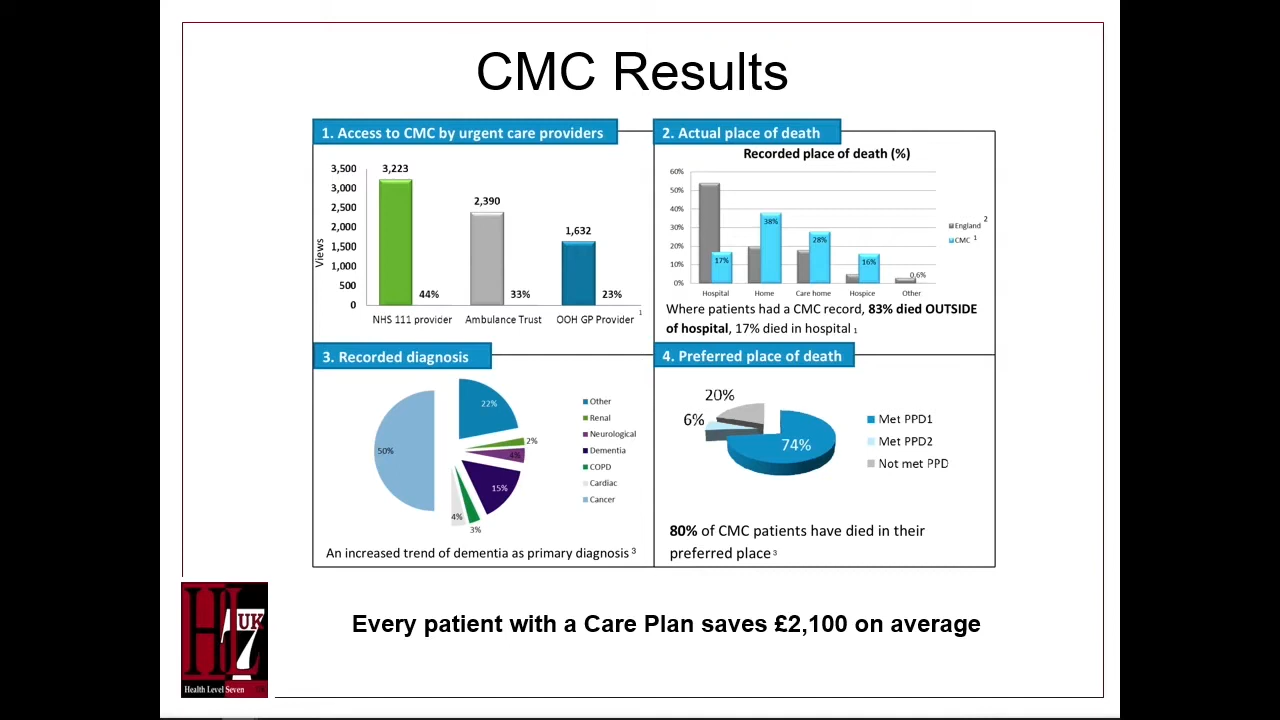 CMC Results
1. Access to CMC by urgent care providers
3,500
3,000
2,500
2,000
1,500
1,000
500
0
Views
3,223
2,390
1,632
44%
33%
23%
NHS 111 provider
Ambulance Trust
OOH GP Provider
1
2. Actual place of death
Recorded place of death (%)
60%
50%
40%
30%
20%
10%
0%
17%
38%
28%
16%
0.6%
Hospital
Home
Care home
Hospice
Other
England 2
CMC 1
Where patients had a CMC record, 83% died OUTSIDE
of hospital, 17% died in hospital 1
3. Recorded diagnosis
50%
22%
2%
4%
15%
3%
4%
Other
Renal
Neurological
Dementia
COPD
Cardiac
Cancer
An increased trend of dementia as primary diagnosis 3
4. Preferred place of death
20%
6%
74%
Met PPD1
Met PPD2
Not met PPD
80% of CMC patients have died in their
preferred place 3
HL7
UK
Health Level Seven
Every patient with a Care Plan saves £2,100 on average